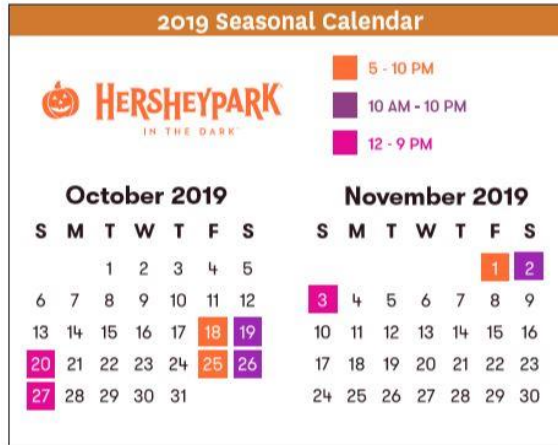 2019 Seasonal Calendar
HERSHEYPARK
IN THE DARK
5 - 10 PM
10 AM - 10 PM
12 - 9 PM
October 2019
S M T W T F S
1 2 3 4 5
6 7 8 9 10 11 12
13 14 15 16 17 18 19
20 21 22 23 24 25 26
27 28 29 30 31
November 2019
S M T W T F S
1 2
3 4 5 6 7 8 9
10 11 12 13 14 15 16
17 18 19 20 21 22 23
24 25 26 27 28 29 30